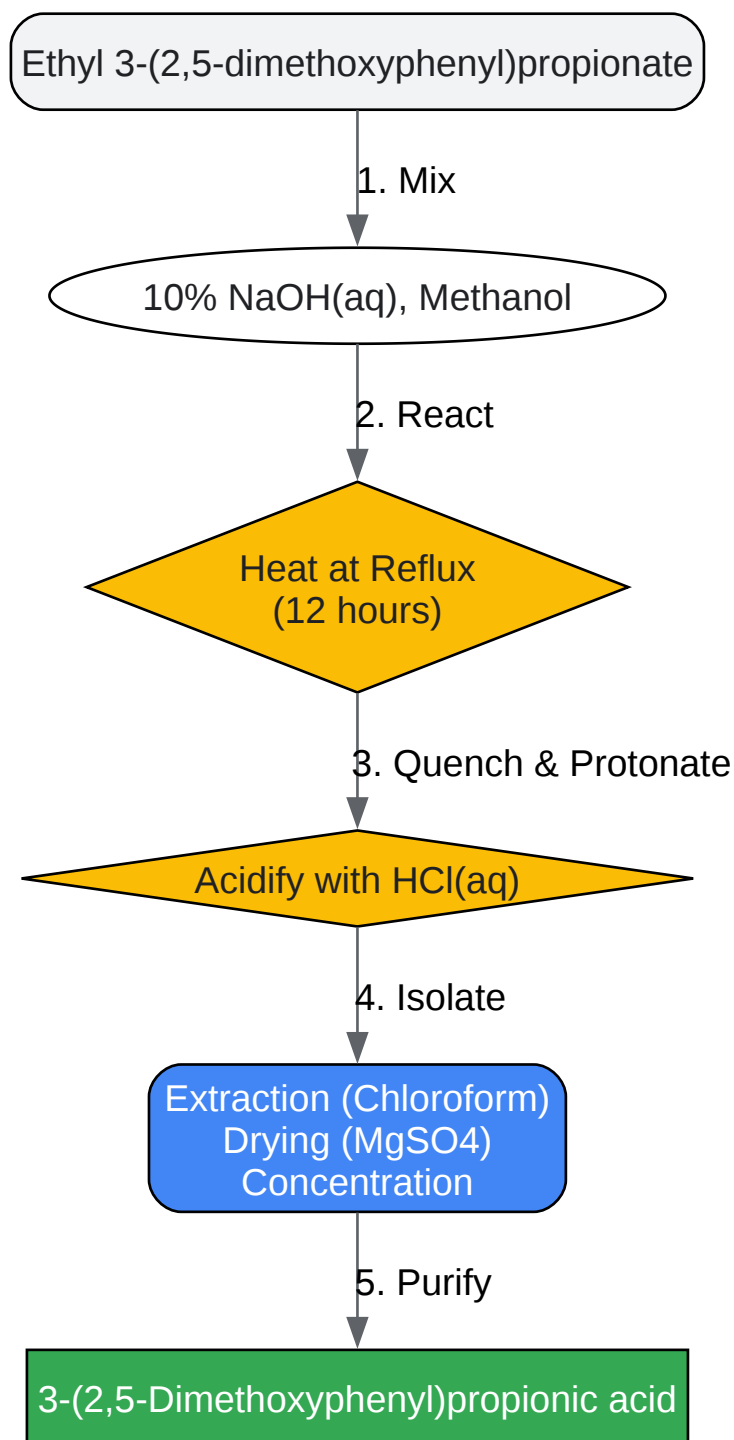 Ethyl 3-(2,5-dimethoxyphenyl)propionate
1. Mix
10% NaOH(aq), Methanol
2. React
Heat at Reflux
(12 hours)
3. Quench & Protonate
Acidify with HCl(aq)
4. Isolate
Extraction (Chloroform)
Drying (MgSO4)
Concentration
5. Purify
3-(2,5-Dimethoxyphenyl)propionic acid